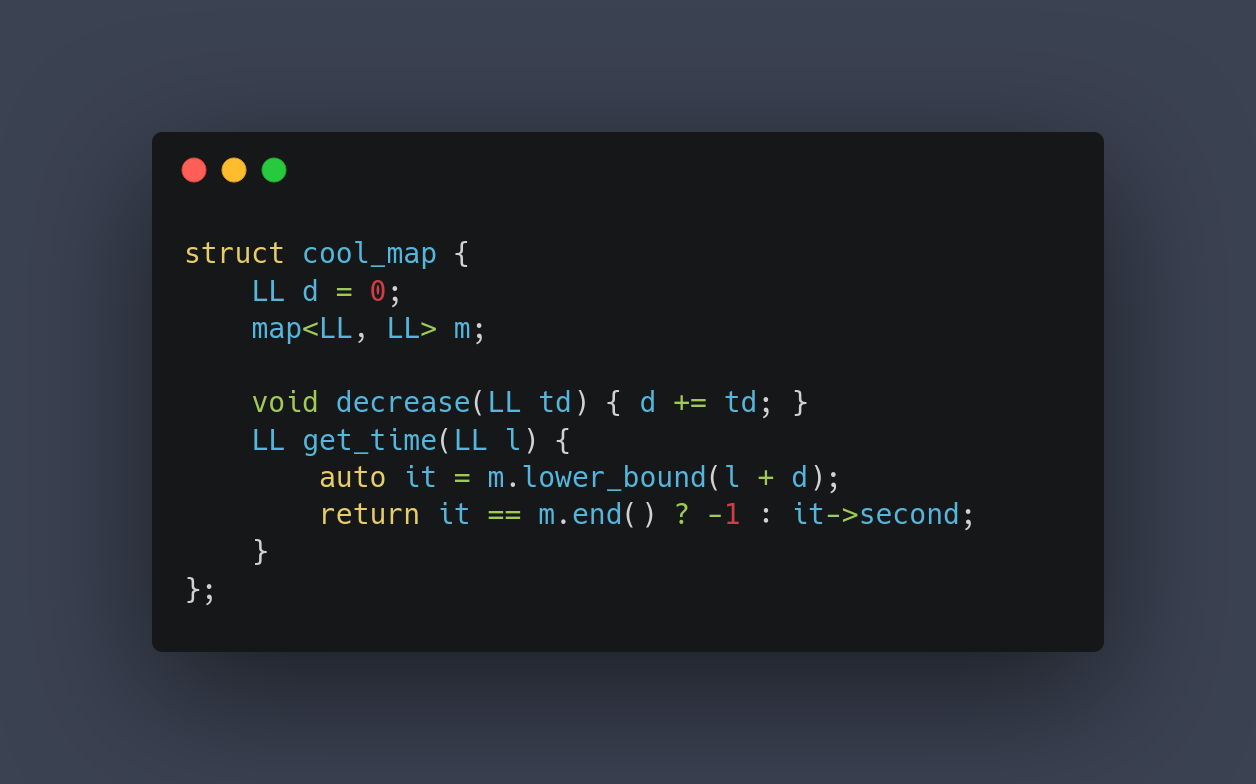 struct cool_map {
    LL d = 0;
    map<LL, LL> m;

    void decrease(LL td) { d += td; }
    LL get_time(LL l) {
        auto it = m.lower_bound(l + d);
        return it == m.end() ? -1 : it->second;
    }
};